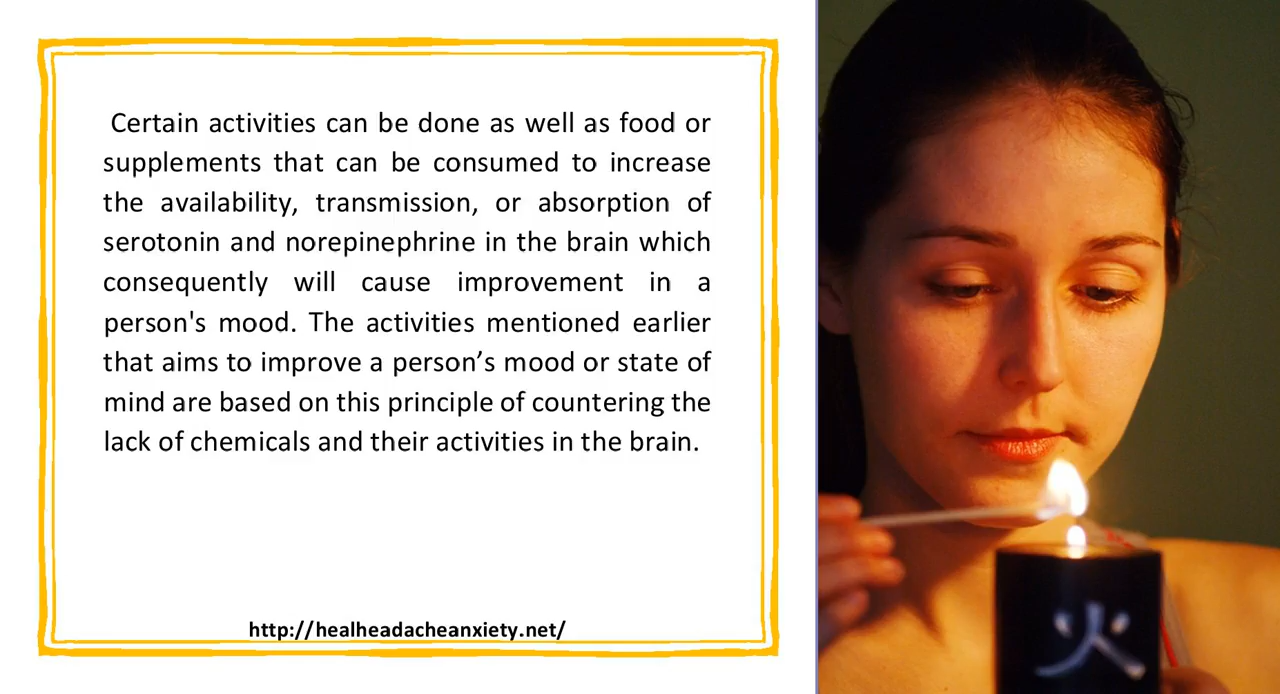 Certain activities can be done as well as food or
supplements that can be consumed to increase
the availability, transmission, or absorption of
serotonin and norepinephrine in the brain which
consequently will cause improvement in a
person's mood. The activities mentioned earlier
that aims to improve a person’s mood or state of
mind are based on this principle of countering the
lack of chemicals and their activities in the brain.
http://healheadacheanxiety.net/
火